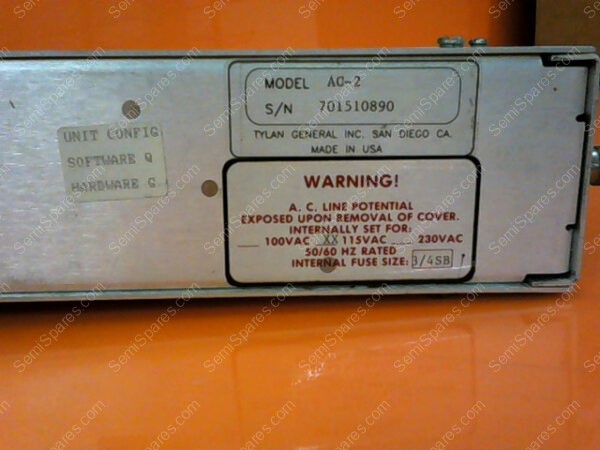 MODEL AC-2
S/N 701510890
TYLAN GENERAL INC. SAN DIEGO CA.
MADE IN USA
UNIT CONFIG
SOFTWARE Q
HARDWARE G
WARNING!
A. C. LINE POTENTIAL
EXPOSED UPON REMOVAL OF COVER.
INTERNALLY SET FOR:
__ 100VAC XX 115VAC ___ 230VAC
50/60 HZ RATED
INTERNAL FUSE SIZE: 3/4SB
SemiSpares.com